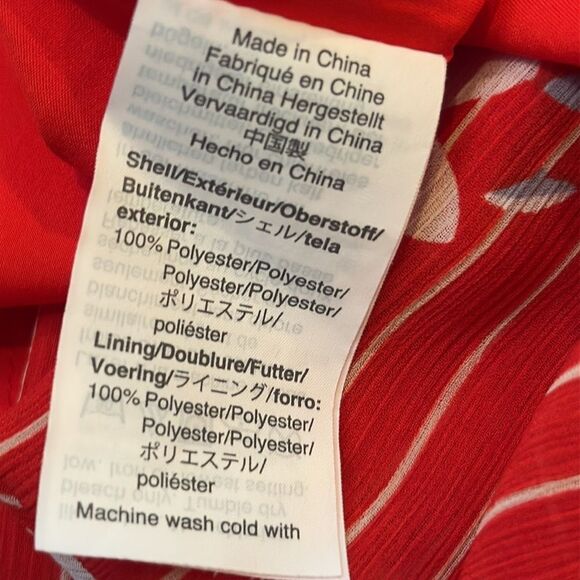 Made in China
Fabriqué en Chine
in China Hergestellt
Vervaardigd in China
中国製
Hecho en China
Shell/Extérieur/Oberstoff/
Buitenkant/シェル/tela
exterior:
100% Polyester/Polyester/
Polyester/Polyester/
ポリエステル/
poliéster
Lining/Doublure/Futter/
Voering/ライニング/forro:
100% Polyester/Polyester/
Polyester/Polyester/
ポリエステル/
poliéster
Machine wash cold with